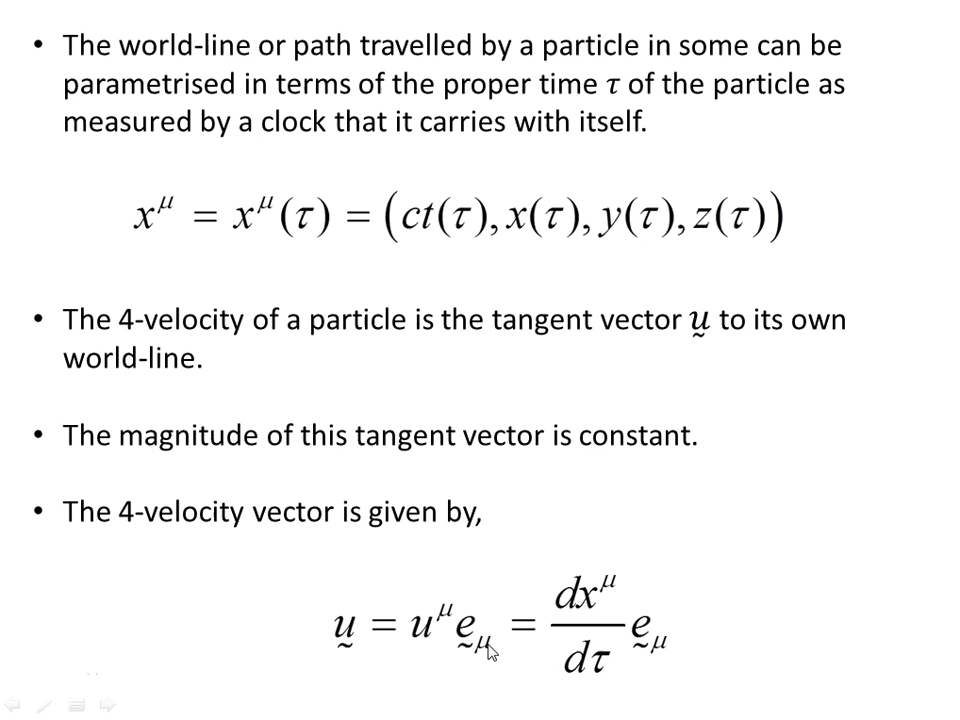 • The world-line or path travelled by a particle in some can be
parametrised in terms of the proper time τ of the particle as
measured by a clock that it carries with itself.
x^μ = x^μ(τ) = (ct(τ), x(τ), y(τ), z(τ))
• The 4-velocity of a particle is the tangent vector ṵ to its own
world-line.
• The magnitude of this tangent vector is constant.
• The 4-velocity vector is given by,
ṵ = u^μ ḛ_μ = dx^μ/dτ ḛ_μ